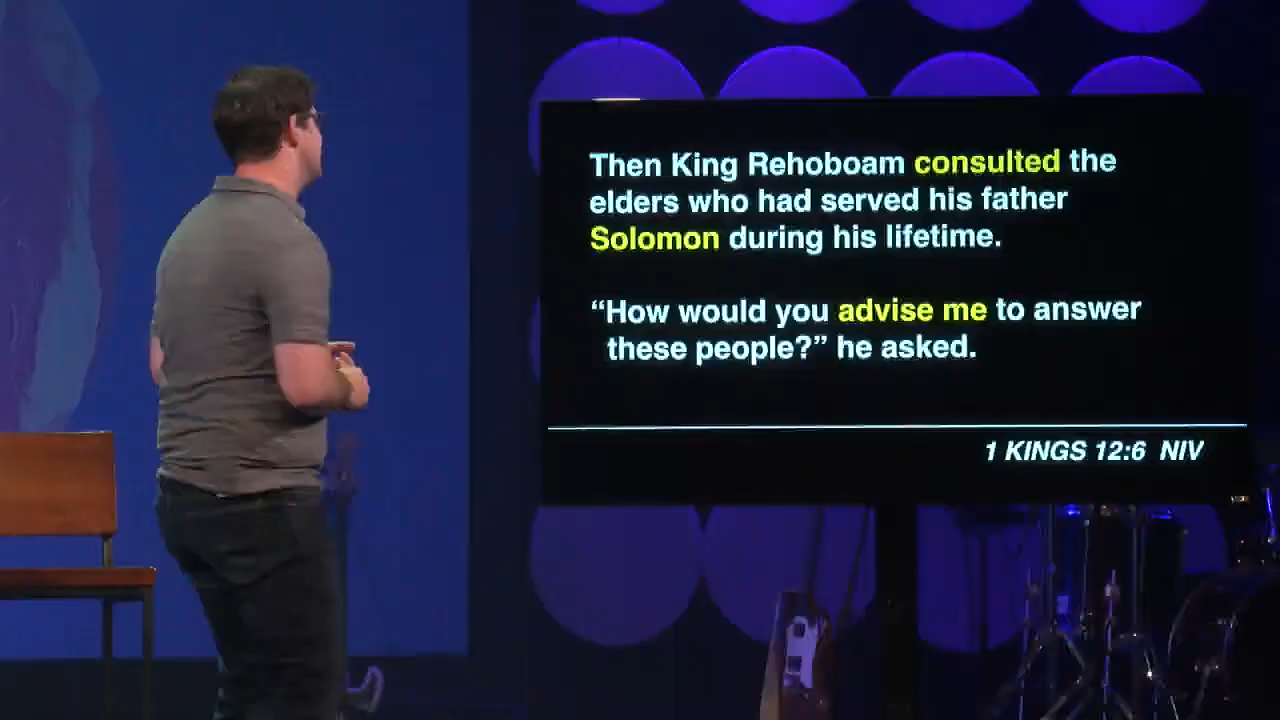 Then King Rehoboam consulted the
elders who had served his father
Solomon during his lifetime.
“How would you advise me to answer
these people?” he asked.
1 KINGS 12:6 NIV